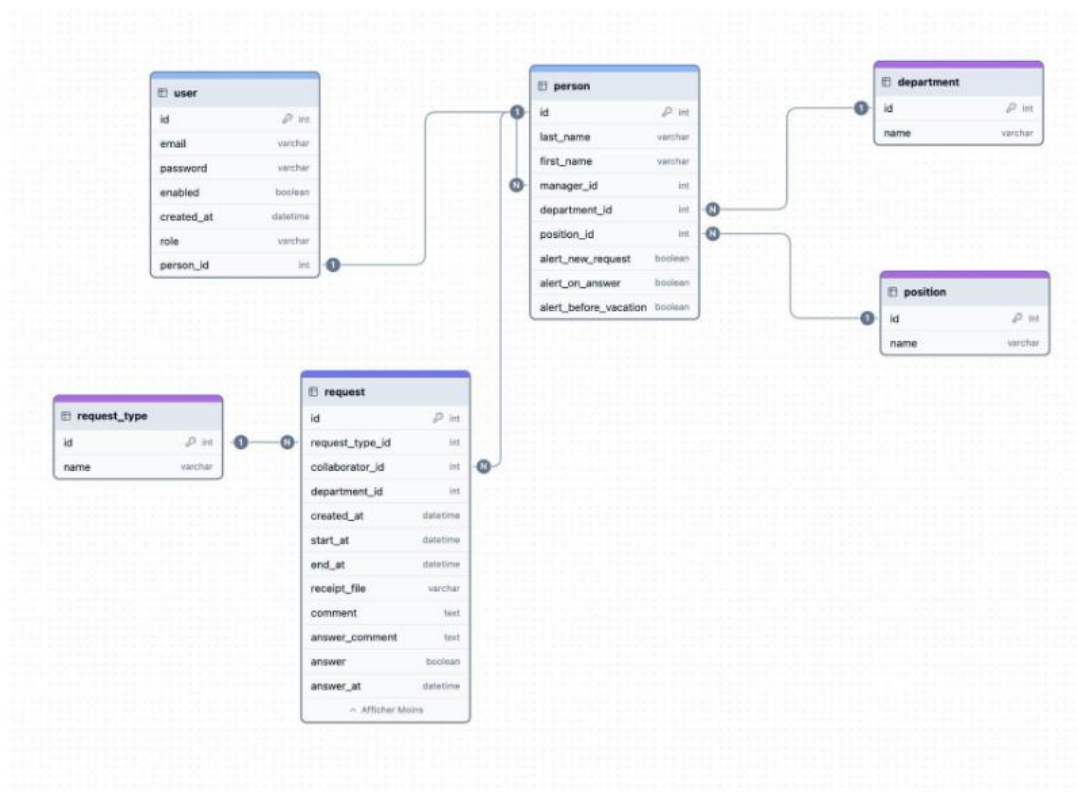 user
id int
email varchar
password varchar
enabled boolean
created_at datetime
role varchar
person_id int
1
person
1 id int
last_name varchar
first_name varchar
N manager_id int
department_id int N
position_id int N
alert_new_request boolean
alert_on_answer boolean
alert_before_vacation boolean
department
1 id int
name varchar
position
1 id int
name varchar
request_type
id int 1
name varchar
request
id int
N request_type_id int
collaborator_id int N
department_id int
created_at datetime
start_at datetime
end_at datetime
receipt_file varchar
comment text
answer_comment text
answer boolean
answer_at datetime
Afficher Moins